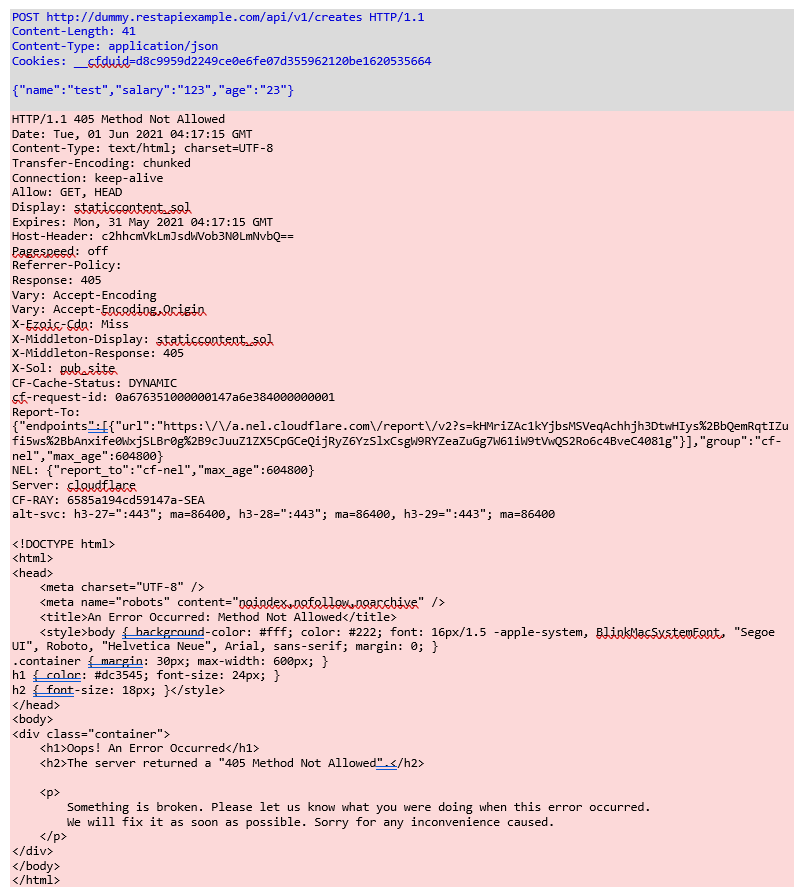 POST http://dummy.restapiexample.com/api/v1/creates HTTP/1.1
Content-Length: 41
Content-Type: application/json
Cookies: __cfduid=d8c9959d2249ce0e6fe07d355962120be1620535664
{"name":"test","salary":"123","age":"23"}
HTTP/1.1 405 Method Not Allowed
Date: Tue, 01 Jun 2021 04:17:15 GMT
Content-Type: text/html; charset=UTF-8
Transfer-Encoding: chunked
Connection: keep-alive
Allow: GET, HEAD
Display: staticcontent_sol
Expires: Mon, 31 May 2021 04:17:15 GMT
Host-Header: c2hhcmVkLmJsdWVob3N0LmNvbQ==
Pagespeed: off
Referrer-Policy:
Response: 405
Vary: Accept-Encoding
Vary: Accept-Encoding,Origin
X-Ezoic-Cdn: Miss
X-Middleton-Display: staticcontent_sol
X-Middleton-Response: 405
X-Sol: pub_site
CF-Cache-Status: DYNAMIC
cf-request-id: 0a676351000000147a6e384000000001
Report-To:
{"endpoints":[{"url":"https:\/\/a.nel.cloudflare.com\/report\/v2?s=kHMriZAc1kYjbsMSVeqAchhjh3DtwHIys%2BbQemRqtIZu
fi5ws%2BbAnxife0WxjSLBr0g%2B9cJuuZ1ZX5CpGCeQijRyZ6YzSlxCsgW9RYZeaZuGg7W61iW9tVwQS2Ro6c4BveC4081g"}],"group":"cf-
nel","max_age":604800}
NEL: {"report_to":"cf-nel","max_age":604800}
Server: cloudflare
CF-RAY: 6585a194cd59147a-SEA
alt-svc: h3-27=":443"; ma=86400, h3-28=":443"; ma=86400, h3-29=":443"; ma=86400
<!DOCTYPE html>
<html>
<head>
    <meta charset="UTF-8" />
    <meta name="robots" content="noindex,nofollow,noarchive" />
    <title>An Error Occurred: Method Not Allowed</title>
    <style>body { background-color: #fff; color: #222; font: 16px/1.5 -apple-system, BlinkMacSystemFont, "Segoe
UI", Roboto, "Helvetica Neue", Arial, sans-serif; margin: 0; }
.container { margin: 30px; max-width: 600px; }
h1 { color: #dc3545; font-size: 24px; }
h2 { font-size: 18px; }</style>
</head>
<body>
<div class="container">
    <h1>Oops! An Error Occurred</h1>
    <h2>The server returned a "405 Method Not Allowed".</h2>
    <p>
        Something is broken. Please let us know what you were doing when this error occurred.
        We will fix it as soon as possible. Sorry for any inconvenience caused.
    </p>
</div>
</body>
</html>